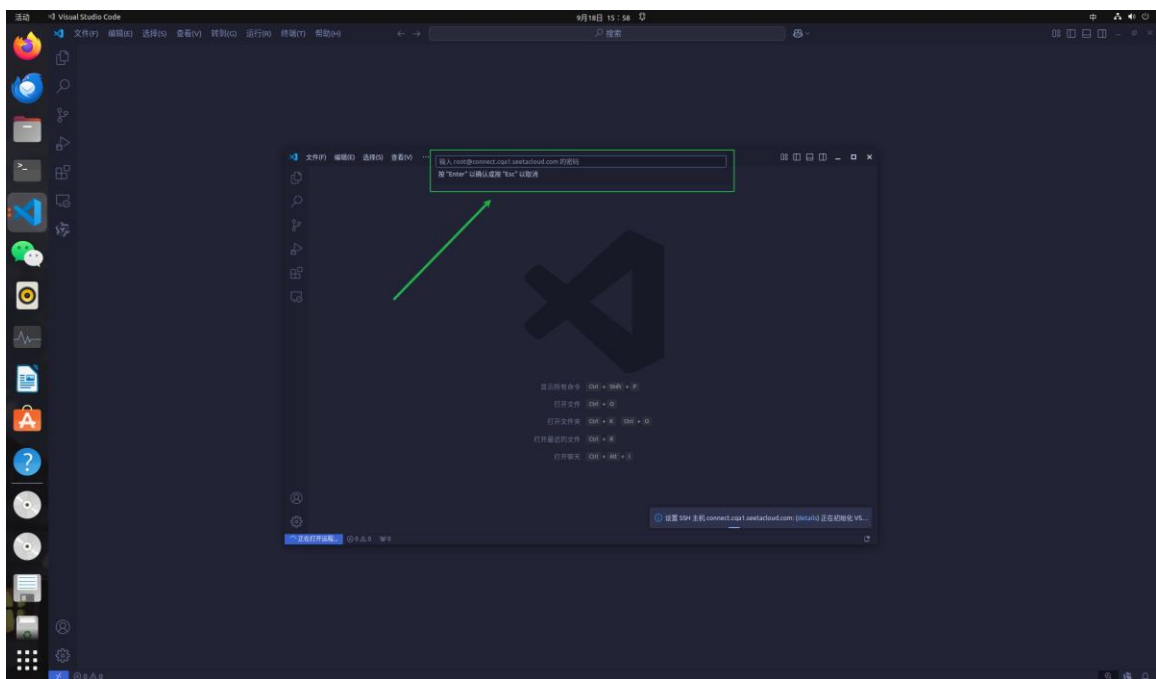 活动 Visual Studio Code 9月18日 15：58 中
文件(F) 编辑(E) 选择(S) 查看(V) 转到(G) 运行(R) 终端(T) 帮助(H) ← → 搜索
文件(F) 编辑(E) 选择(S) 查看(V) ···
输入 root@connect.cqa1.seetacloud.com 的密码
按 "Enter" 以确认或按 "Esc" 以取消
显示所有命令 Ctrl + Shift + P
打开文件 Ctrl + O
打开文件夹 Ctrl + K Ctrl + O
打开最近的文件 Ctrl + R
打开聊天 Ctrl + Alt + I
设置 SSH 主机 connect.cqa1.seetacloud.com: (details) 正在初始化 VS...
正在打开远程... 0 0 0
0 0